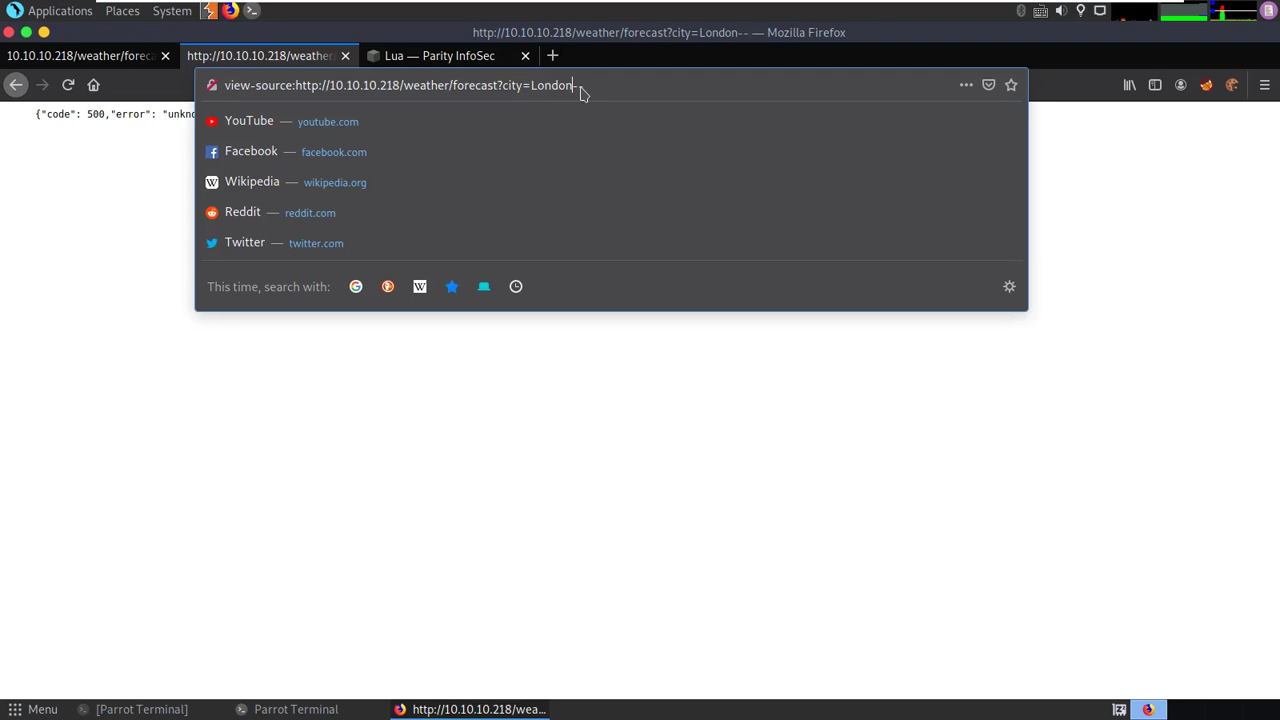 Applications Places System
http://10.10.10.218/weather/forecast?city=London-- — Mozilla Firefox
10.10.10.218/weather/foreca
http://10.10.10.218/weather
Lua — Parity InfoSec
view-source:http://10.10.10.218/weather/forecast?city=London--
{"code": 500,"error": "unkno
YouTube — youtube.com
Facebook — facebook.com
Wikipedia — wikipedia.org
Reddit — reddit.com
Twitter — twitter.com
This time, search with:
Menu [Parrot Terminal] Parrot Terminal http://10.10.10.218/wea...